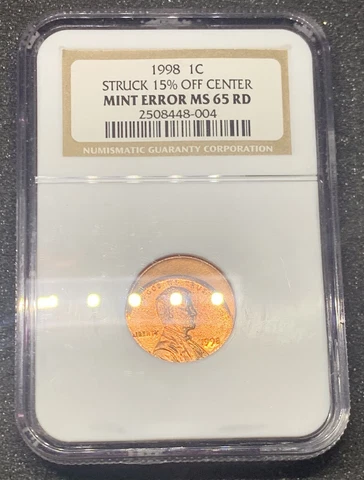 1998 1C
STRUCK 15% OFF CENTER
MINT ERROR MS 65 RD
2508448-004
NUMISMATIC GUARANTY CORPORATION
LIBERTY
1998